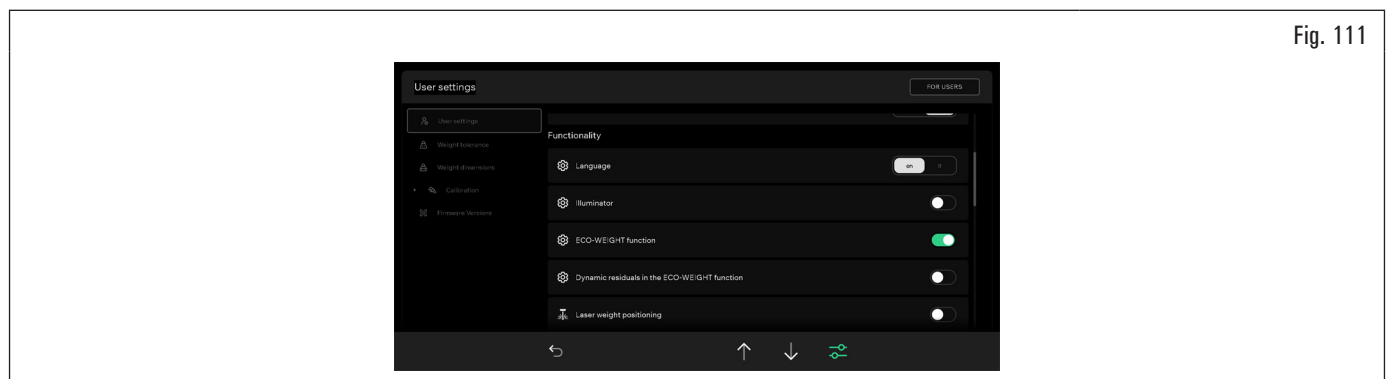 Fig. 111
User settings
FOR USERS
User settings
Weight tolerance
Weight dimensions
Calibration
Firmware Versions
Functionality
Language
en it
Illuminator
ECO-WEIGHT function
Dynamic residuals in the ECO-WEIGHT function
Laser weight positioning